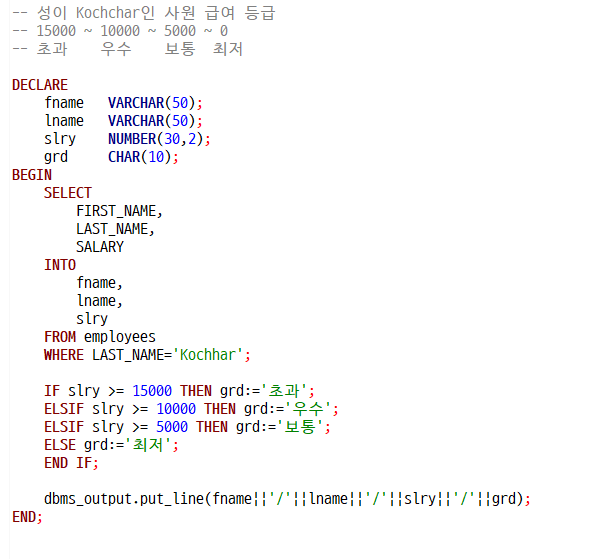 -- 성이 Kochchar인 사원 급여 등급
-- 15000 ~ 10000 ~ 5000 ~ 0
-- 초과    우수    보통  최저

DECLARE
    fname   VARCHAR(50);
    lname   VARCHAR(50);
    slry    NUMBER(30,2);
    grd     CHAR(10);
BEGIN
    SELECT
        FIRST_NAME,
        LAST_NAME,
        SALARY
    INTO
        fname,
        lname,
        slry
    FROM employees
    WHERE LAST_NAME='Kochhar';

    IF slry >= 15000 THEN grd:='초과';
    ELSIF slry >= 10000 THEN grd:='우수';
    ELSIF slry >= 5000 THEN grd:='보통';
    ELSE grd:='최저';
    END IF;

    dbms_output.put_line(fname||'/'||lname||'/'||slry||'/'||grd);
END;